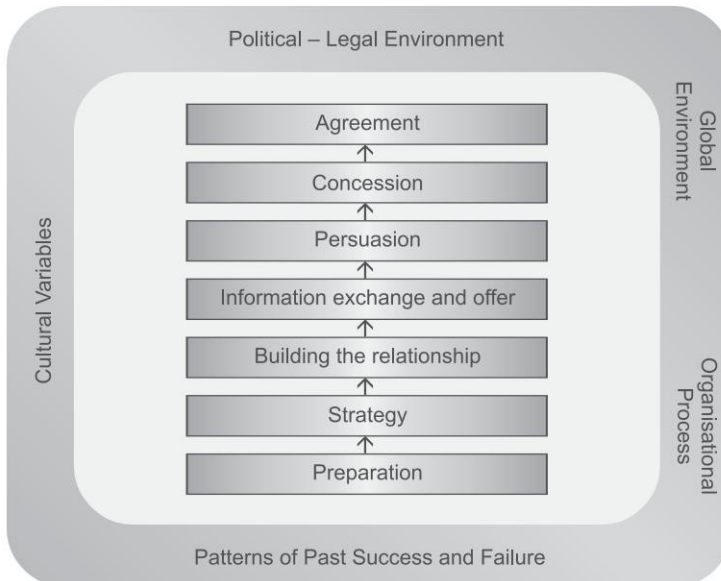 Political – Legal Environment
Cultural Variables
Agreement
Concession
Persuasion
Information exchange and offer
Building the relationship
Strategy
Preparation
Global
Environment
Organisational
Process
Patterns of Past Success and Failure